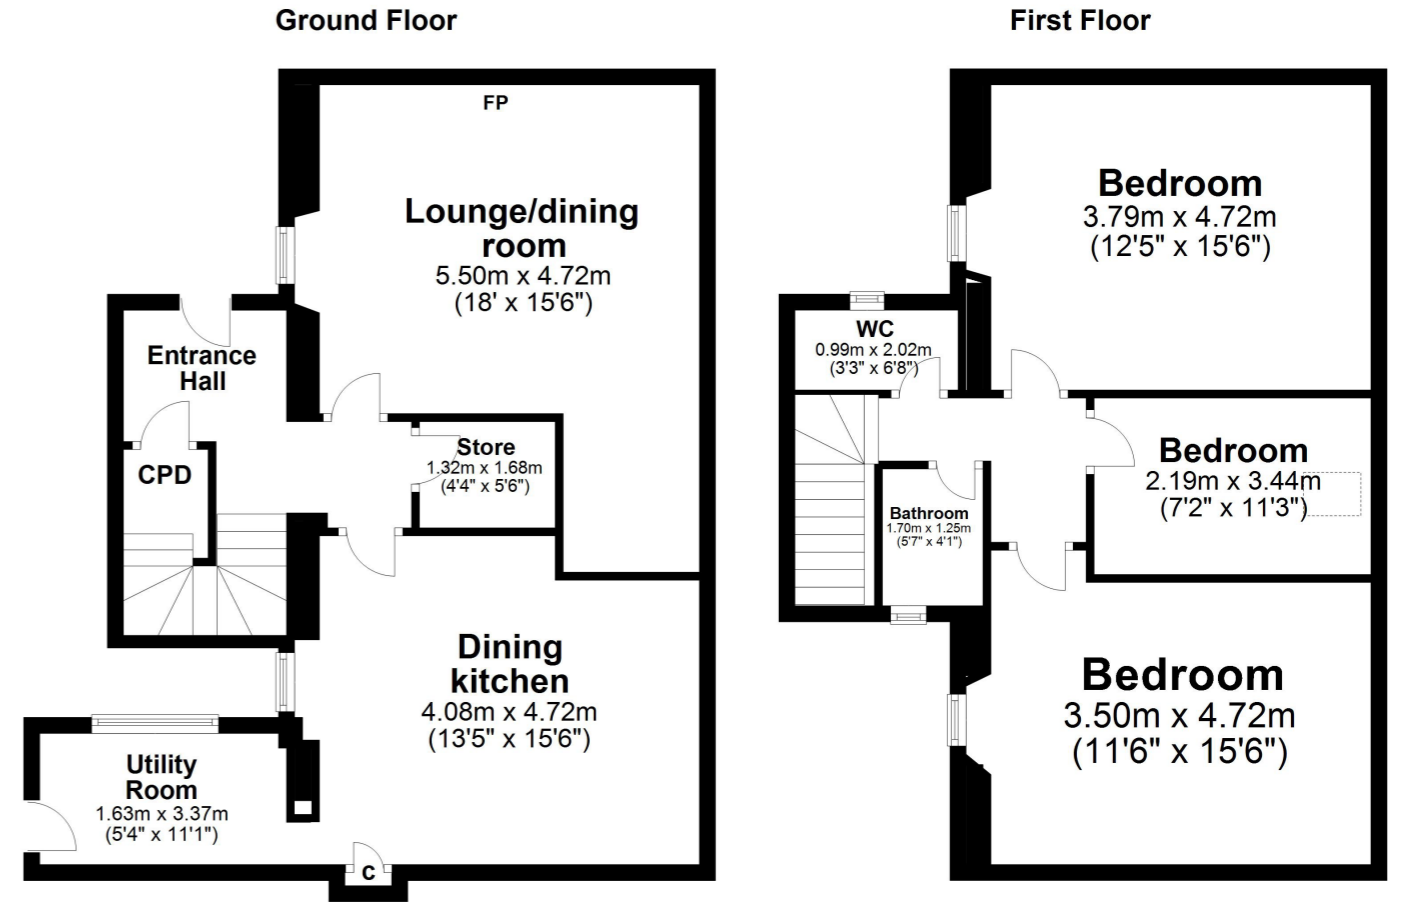 Ground Floor
First Floor
FP
Lounge/dining
room
5.50m x 4.72m
(18' x 15'6")
Entrance
Hall
CPD
Store
1.32m x 1.68m
(4'4" x 5'6")
Dining
kitchen
4.08m x 4.72m
(13'5" x 15'6")
Utility
Room
1.63m x 3.37m
(5'4" x 11'1")
C
Bedroom
3.79m x 4.72m
(12'5" x 15'6")
WC
0.99m x 2.02m
(3'3" x 6'8")
Bedroom
2.19m x 3.44m
(7'2" x 11'3")
Bathroom
1.70m x 1.25m
(5'7" x 4'1")
Bedroom
3.50m x 4.72m
(11'6" x 15'6")